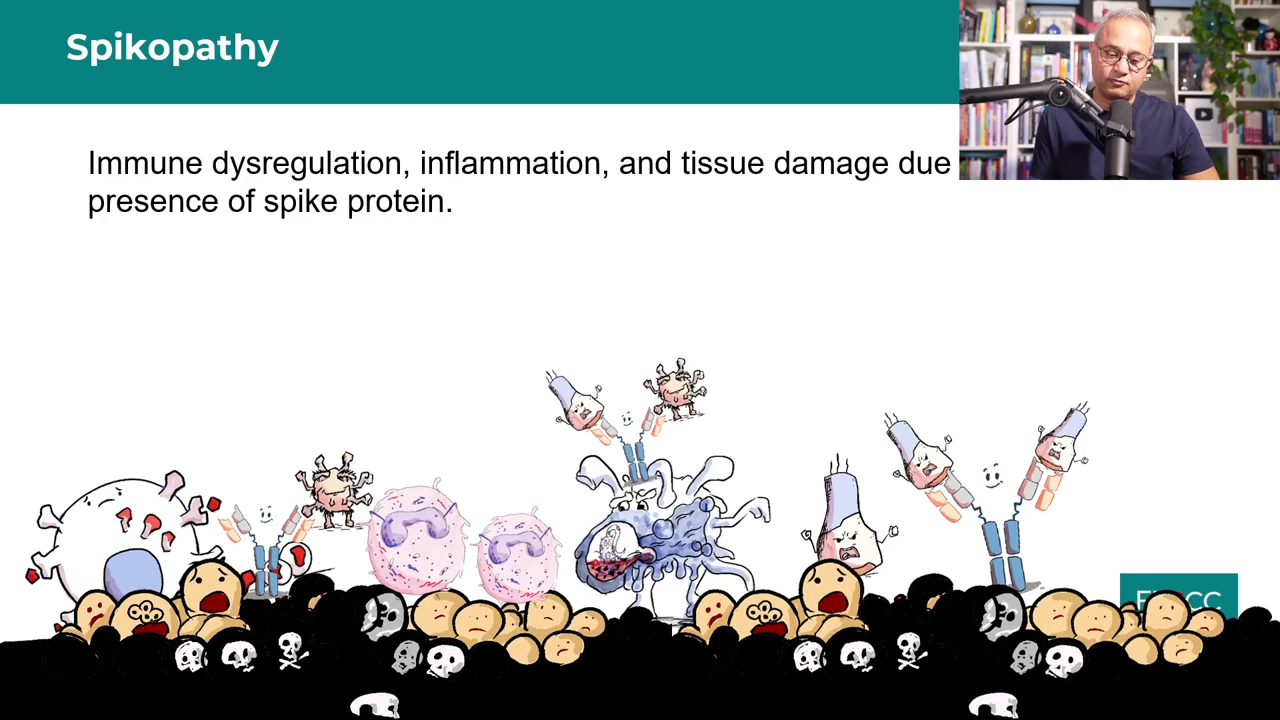 Spikopathy
Immune dysregulation, inflammation, and tissue damage due
presence of spike protein.